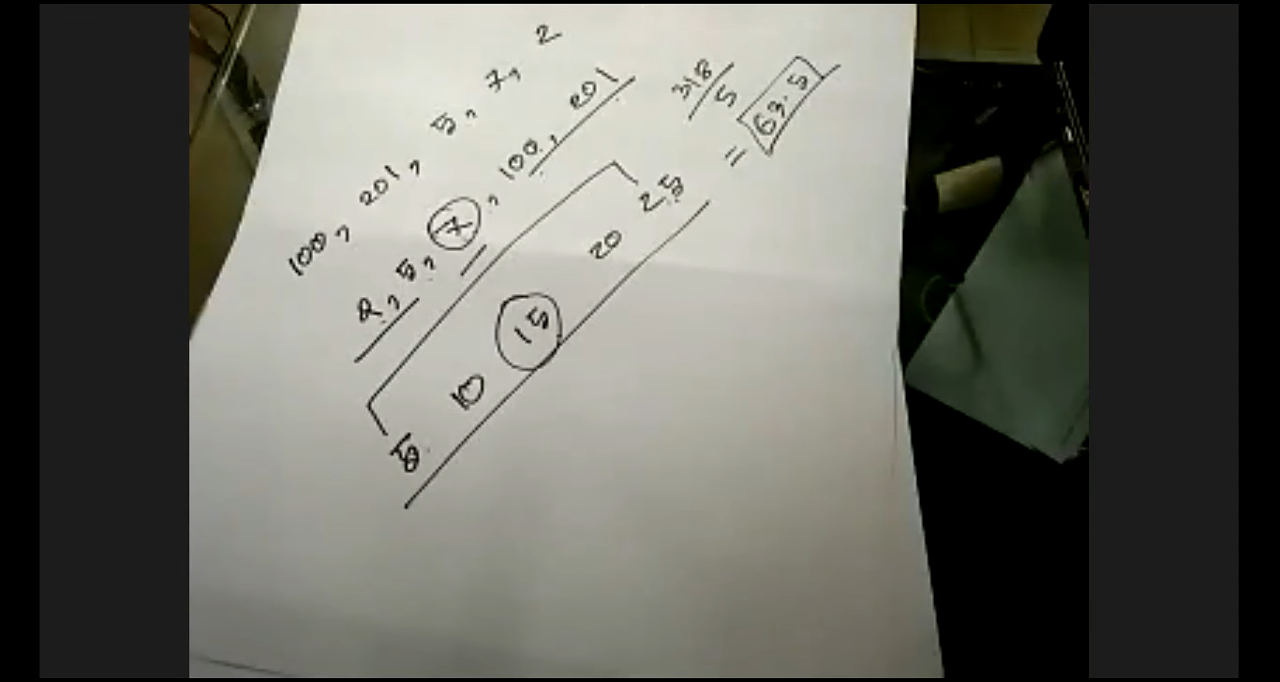 100, 201, 5, 7, 2
2, 5, 7, 100, 201
318/5
= 63.5
5 10 15 20 25